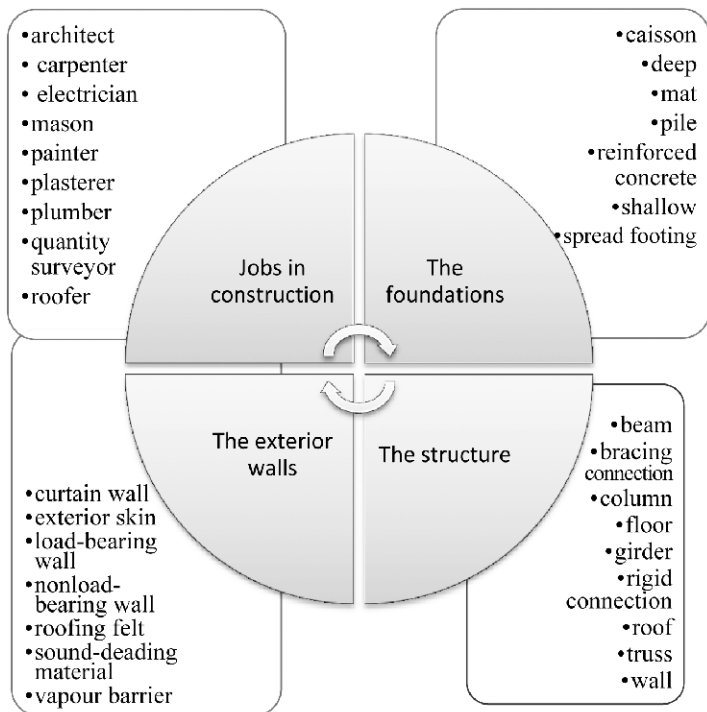 •architect
• carpenter
• electrician
•mason
•painter
•plasterer
•plumber
•quantity
surveyor
•roofer
•caisson
•deep
•mat
•pile
•reinforced
concrete
•shallow
•spread footing
Jobs in
construction
The
foundations
The exterior
walls
The structure
•curtain wall
•exterior skin
•load-bearing
wall
•nonload-
bearing wall
•roofing felt
•sound-deading
material
•vapour barrier
•beam
•bracing
connection
•column
•floor
•girder
•rigid
connection
•roof
•truss
•wall